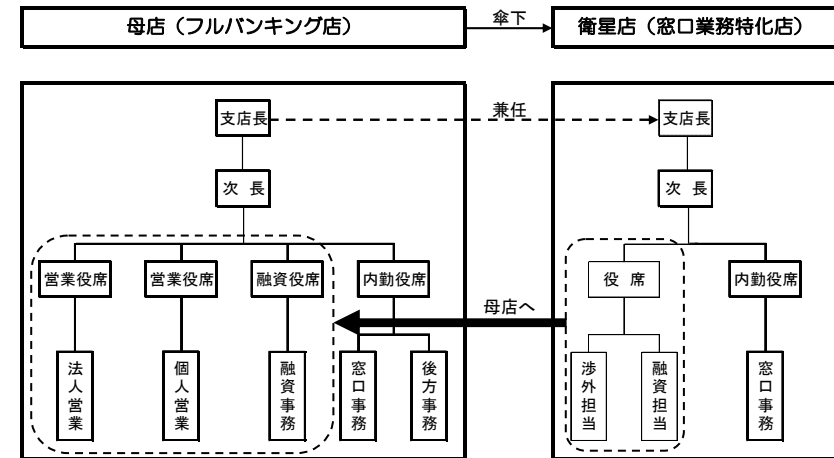 母店（フルバンキング店）
傘下
衛星店（窓口業務特化店）
支店長
兼任
支店長
次 長
次 長
営業役席
営業役席
融資役席
内勤役席
役 席
内勤役席
母店へ
法人営業
個人営業
融資事務
窓口事務
後方事務
渉外担当
融資担当
窓口事務